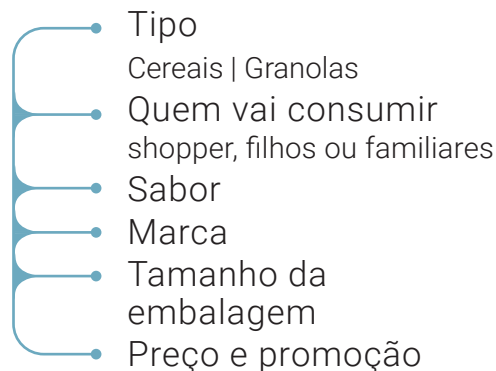 Tipo
Cereais | Granolas
Quem vai consumir
shopper, filhos ou familiares
Sabor
Marca
Tamanho da
embalagem
Preço e promoção